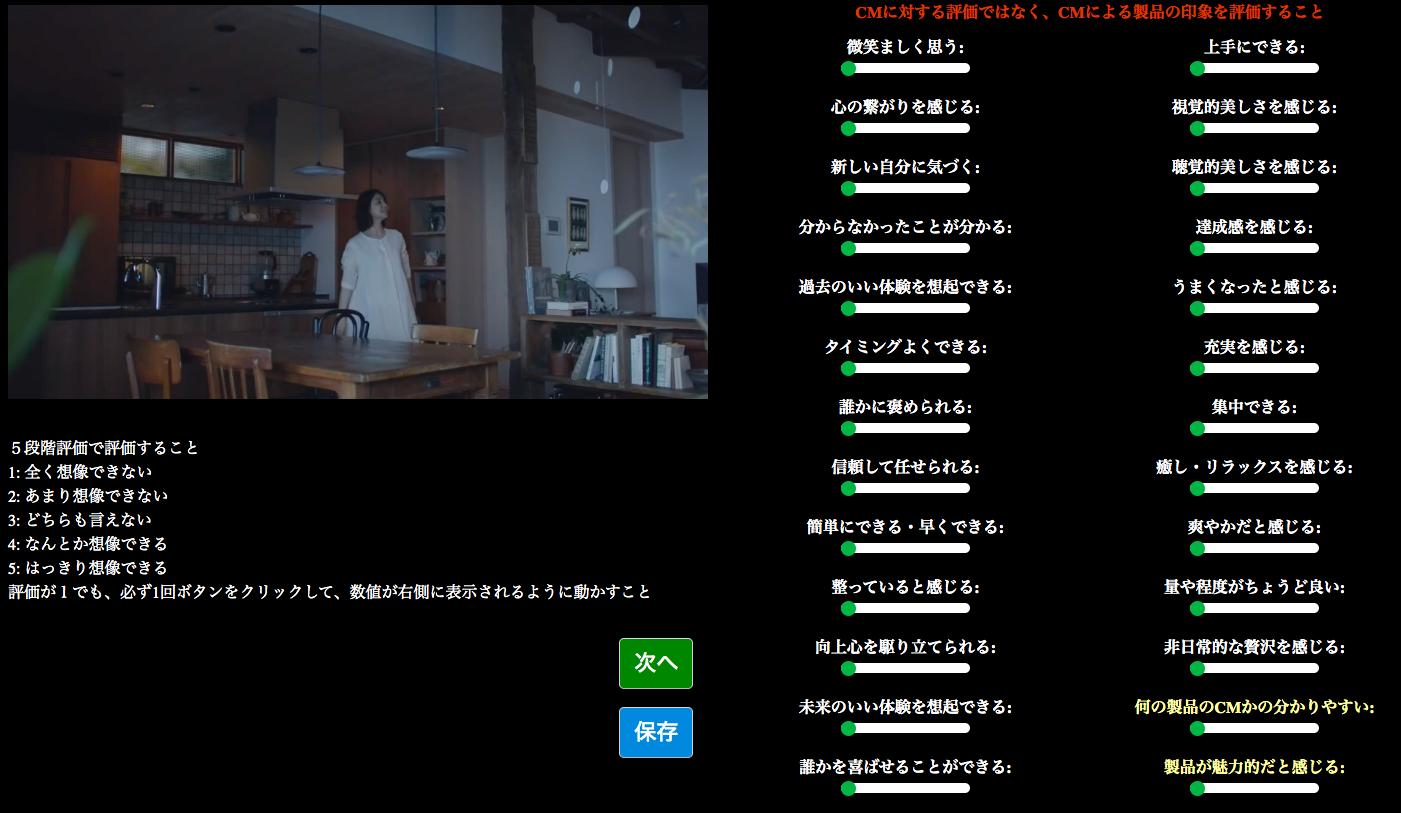 CMに対する評価ではなく、CMによる製品の印象を評価すること
微笑ましく思う:
上手にできる:
心の繋がりを感じる:
視覚的美しさを感じる:
新しい自分に気づく:
聴覚的美しさを感じる:
分からなかったことが分かる:
達成感を感じる:
過去のいい体験を想起できる:
うまくなったと感じる:
タイミングよくできる:
充実を感じる:
誰かに褒められる:
集中できる:
信頼して任せられる:
癒し・リラックスを感じる:
簡単にできる・早くできる:
爽やかだと感じる:
整っていると感じる:
量や程度がちょうど良い:
向上心を駆り立てられる:
非日常的な贅沢を感じる:
未来のいい体験を想起できる:
何の製品のCMかの分かりやすい:
誰かを喜ばせることができる:
製品が魅力的だと感じる:
５段階評価で評価すること
1: 全く想像できない
2: あまり想像できない
3: どちらも言えない
4: なんとか想像できる
5: はっきり想像できる
評価が１でも、必ず1回ボタンをクリックして、数値が右側に表示されるように動かすこと
次へ
保存